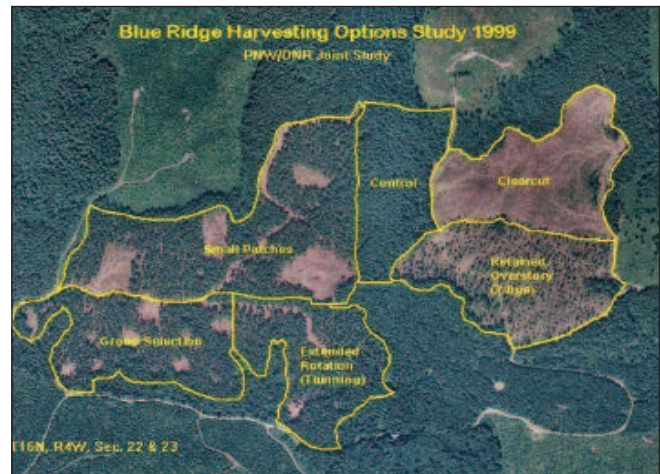 Blue Ridge Harvesting Options Study 1999
PNW/DNR Joint Study
Control
Clearcut
Small Patches
Retained
Overstory
Group Selection
Extended
Rotation
(Thinning)
T16N, R4W, Sec. 22 & 23